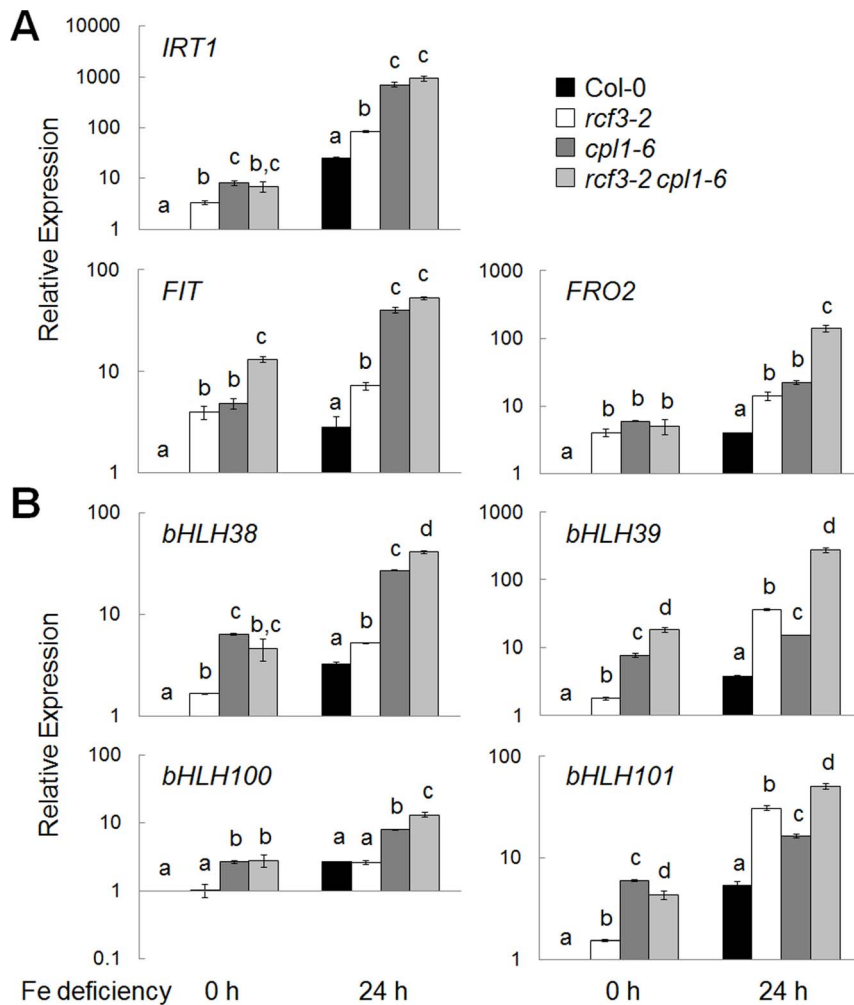 A
IRT1
10000
1000
100
10
1
a
b
c
b,c
a
b
c
c
Col-0
rcf3-2
cpl1-6
rcf3-2 cpl1-6
Relative Expression
FIT
100
10
1
a
b
b
c
a
b
c
c
FRO2
1000
100
10
1
a
b
b
b
a
b
b
c
B
bHLH38
100
10
1
a
b
c
b,c
a
b
c
d
bHLH39
1000
100
10
1
a
b
c
d
a
b
c
d
Relative Expression
bHLH100
100
10
1
0.1
a
a
b
b
a
a
b
c
bHLH101
100
10
1
a
b
c
d
a
b
c
d
Fe deficiency 0 h 24 h 0 h 24 h